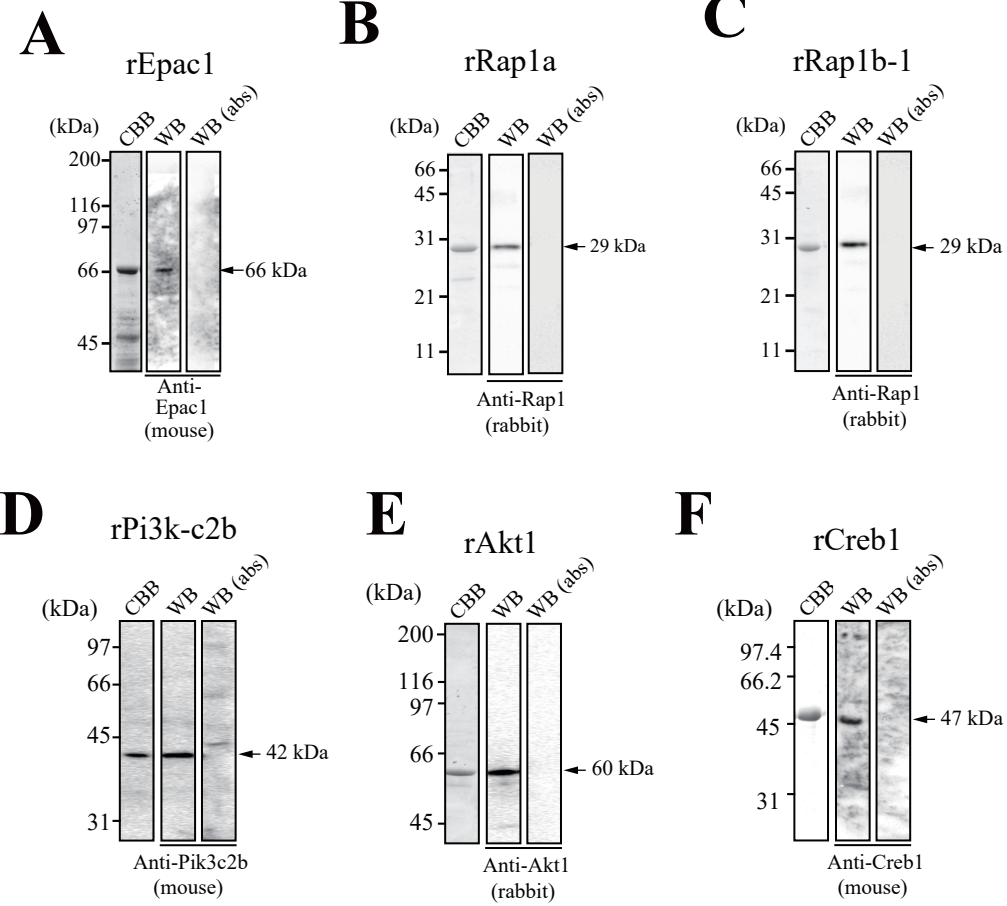 A
rEpac1
(kDa)
CBB
WB
WB (abs)
200
116
97
66
45
66 kDa
Anti-
Epac1
(mouse)
B
rRap1a
(kDa)
CBB
WB
WB (abs)
66
45
31
21
11
29 kDa
Anti-Rap1
(rabbit)
C
rRap1b-1
(kDa)
CBB
WB
WB (abs)
66
45
31
21
11
29 kDa
Anti-Rap1
(rabbit)
D
rPi3k-c2b
(kDa)
CBB
WB
WB (abs)
97
66
45
31
42 kDa
Anti-Pik3c2b
(mouse)
E
rAkt1
(kDa)
CBB
WB
WB (abs)
200
116
97
66
45
60 kDa
Anti-Akt1
(rabbit)
F
rCreb1
(kDa)
CBB
WB
WB (abs)
97.4
66.2
45
31
47 kDa
Anti-Creb1
(mouse)